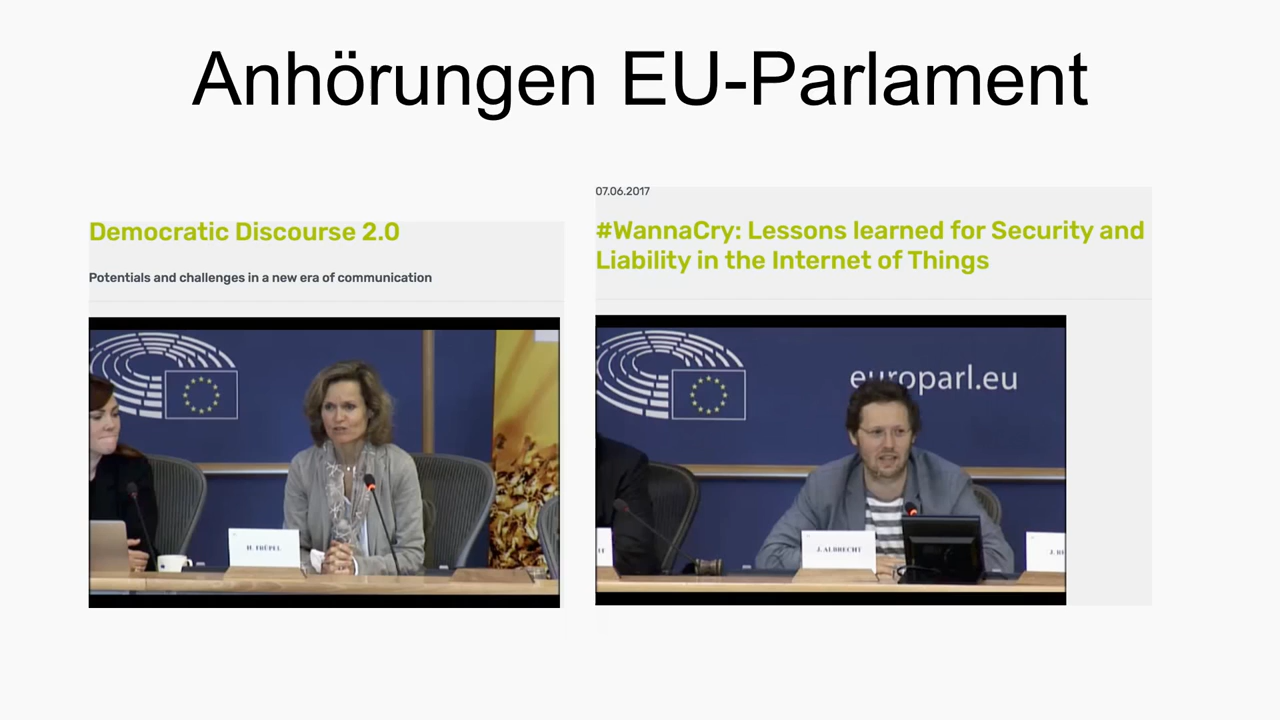 Anhörungen EU-Parlament
Democratic Discourse 2.0
Potentials and challenges in a new era of communication
H. FRÜPEL
07.06.2017
#WannaCry: Lessons learned for Security and
Liability in the Internet of Things
europarl.eu
J. ALBRECHT